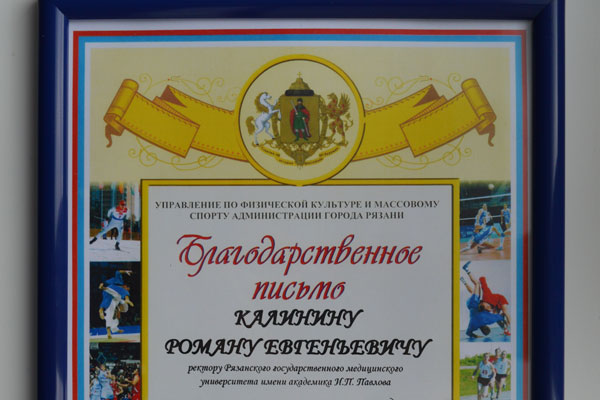 УПРАВЛЕНИЕ ПО ФИЗИЧЕСКОЙ КУЛЬТУРЕ И МАССОВОМУ
СПОРТУ АДМИНИСТРАЦИИ ГОРОДА РЯЗАНИ
Благодарственное
письмо
КАЛИНИНУ
РОМАНУ ЕВГЕНЬЕВИЧУ
ректору Рязанского государственного медицинского
университета имени академика И.П. Павлова